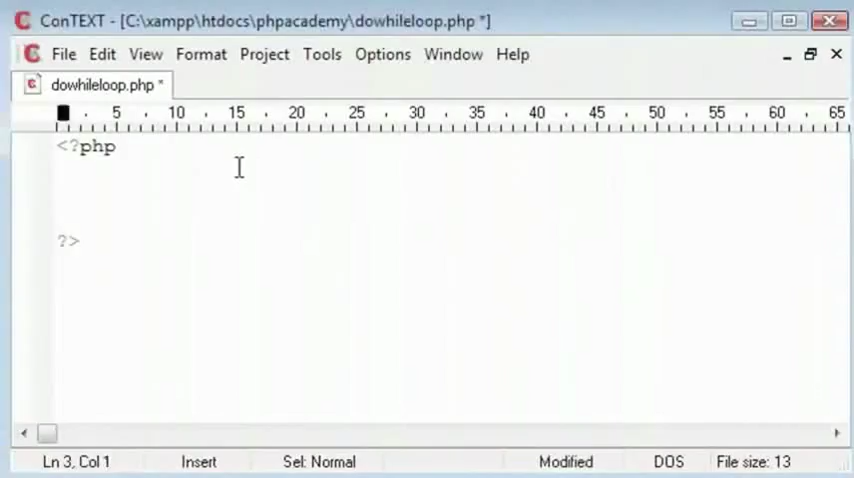 ConTEXT - [C:\xampp\htdocs\phpacademy\dowhileloop.php *]
File Edit View Format Project Tools Options Window Help
dowhileloop.php *
5 10 15 20 25 30 35 40 45 50 55 60 65
<?php
?>
Ln 3, Col 1 Insert Sel: Normal Modified DOS File size: 13